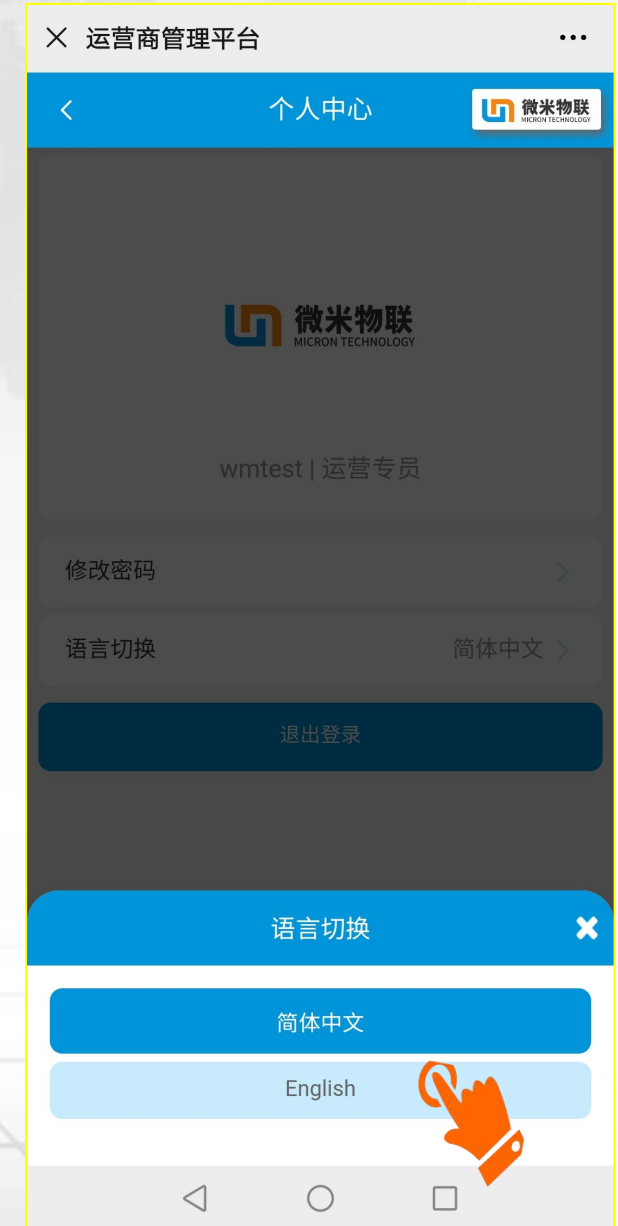 运营商管理平台
个人中心
微米物联
MICRON TECHNOLOGY
微米物联
MICRON TECHNOLOGY
wmtest | 运营专员
修改密码
语言切换 简体中文
退出登录
语言切换
简体中文
English